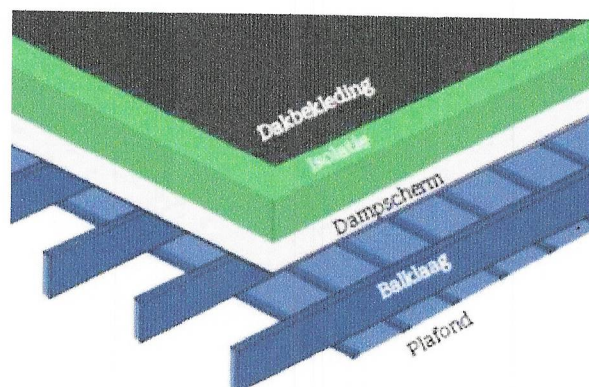 Dakbekleding
Isolatie
Dampscherm
Balklaag
Plafond